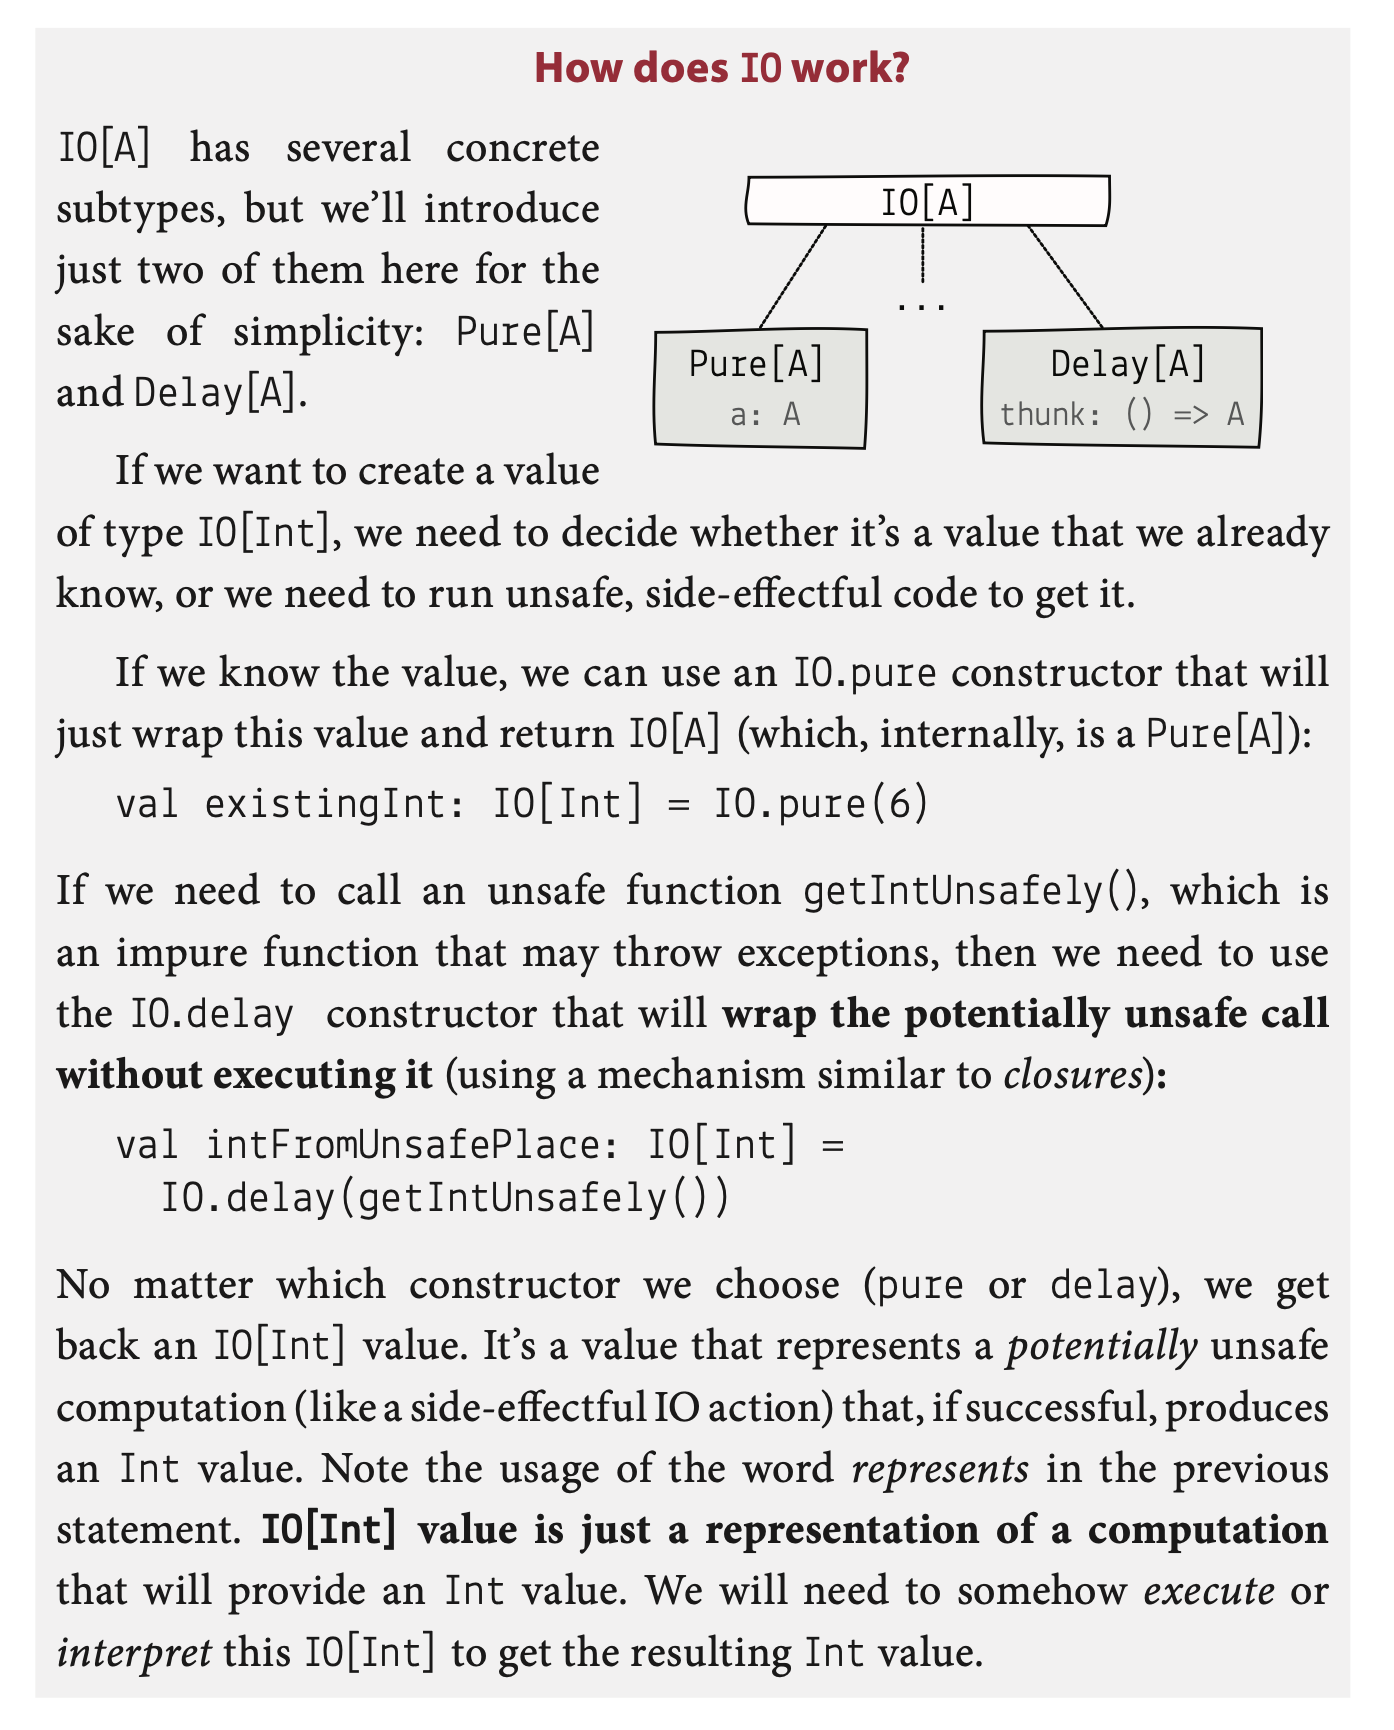 How does IO work?
IO[A] has several concrete
subtypes, but we'll introduce
just two of them here for the
sake of simplicity: Pure[A]
and Delay[A].
IO[A]
...
Pure[A]
a: A
Delay[A]
thunk: () => A
If we want to create a value
of type IO[Int], we need to decide whether it's a value that we already
know, or we need to run unsafe, side-effectful code to get it.
If we know the value, we can use an IO.pure constructor that will
just wrap this value and return IO[A] (which, internally, is a Pure[A]):
val existingInt: IO[Int] = IO.pure(6)
If we need to call an unsafe function getIntUnsafely(), which is
an impure function that may throw exceptions, then we need to use
the IO.delay constructor that will wrap the potentially unsafe call
without executing it (using a mechanism similar to closures):
val intFromUnsafePlace: IO[Int] =
IO.delay(getIntUnsafely())
No matter which constructor we choose (pure or delay), we get
back an IO[Int] value. It's a value that represents a potentially unsafe
computation (like a side-effectful IO action) that, if successful, produces
an Int value. Note the usage of the word represents in the previous
statement. IO[Int] value is just a representation of a computation
that will provide an Int value. We will need to somehow execute or
interpret this IO[Int] to get the resulting Int value.